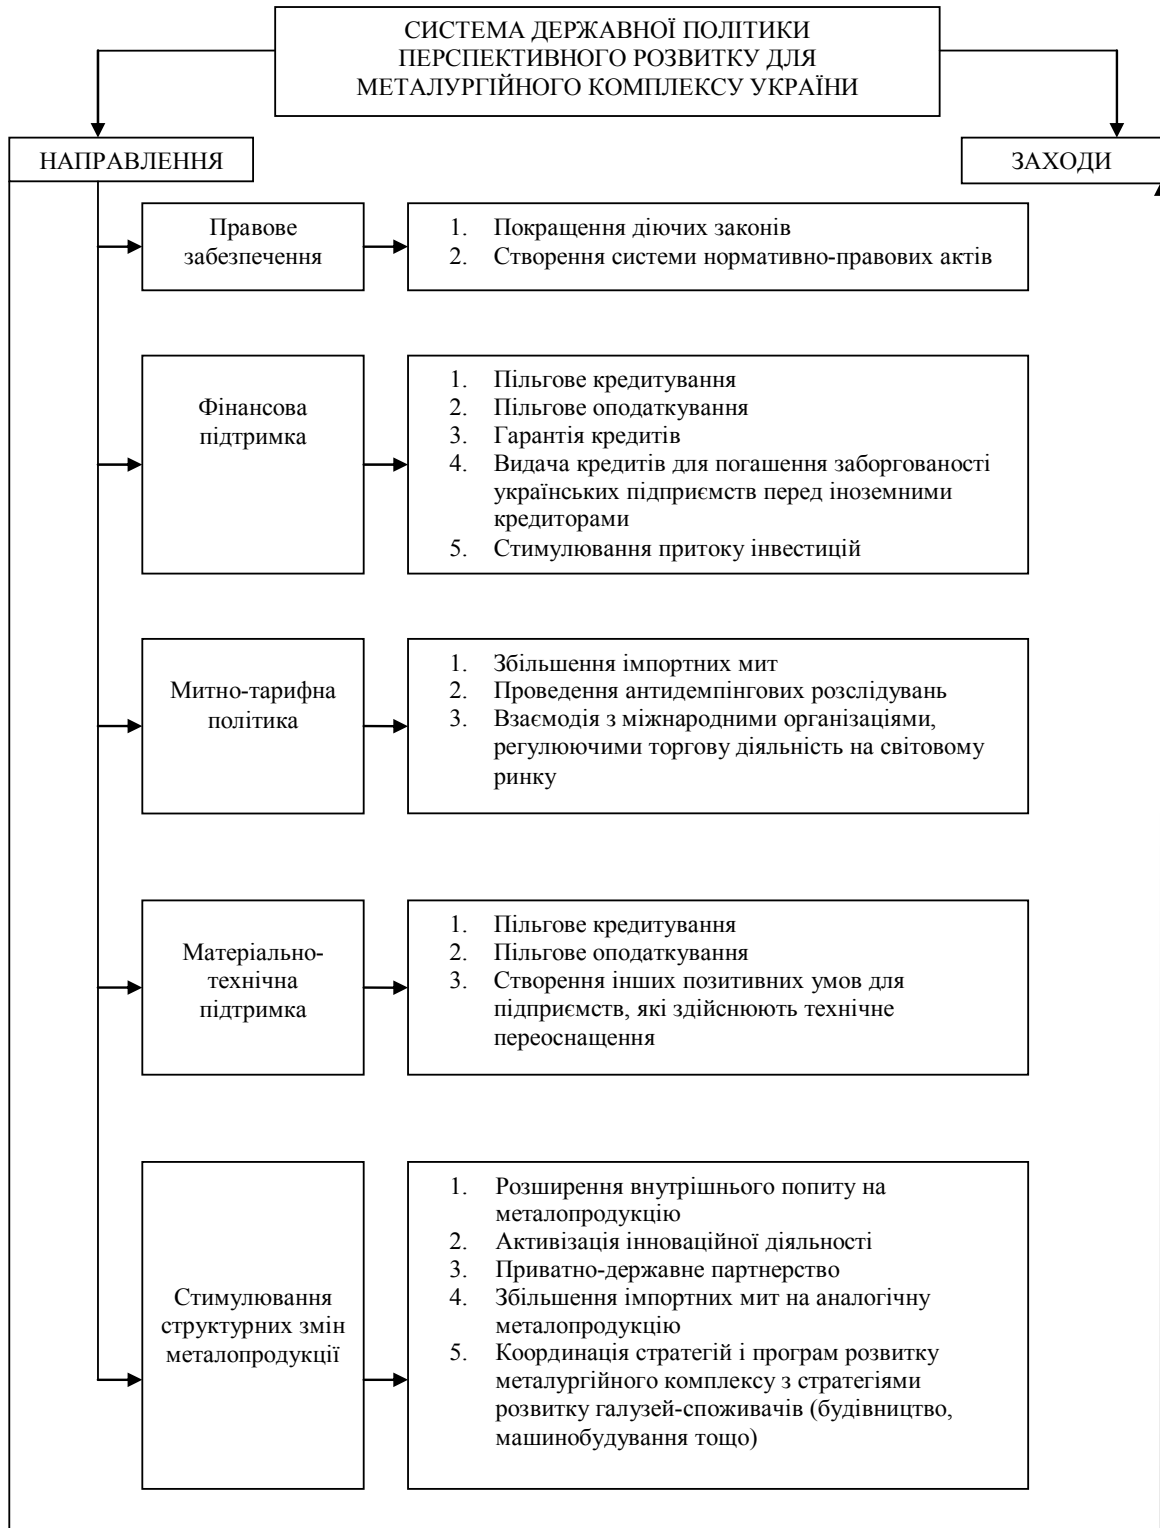 СИСТЕМА ДЕРЖАВНОЇ ПОЛІТИКИ
ПЕРСПЕКТИВНОГО РОЗВИТКУ ДЛЯ
МЕТАЛУРГІЙНОГО КОМПЛЕКСУ УКРАЇНИ
НАПРАВЛЕННЯ
ЗАХОДИ
Правове
забезпечення
1. Покращення діючих законів
2. Створення системи нормативно-правових актів
Фінансова
підтримка
1. Пільгове кредитування
2. Пільгове оподаткування
3. Гарантія кредитів
4. Видача кредитів для погашення заборгованості
українських підприємств перед іноземними
кредиторами
5. Стимулювання притоку інвестицій
Митно-тарифна
політика
1. Збільшення імпортних мит
2. Проведення антидемпінгових розслідувань
3. Взаємодія з міжнародними організаціями,
регулюючими торгову діяльність на світовому
ринку
Матеріально-
технічна
підтримка
1. Пільгове кредитування
2. Пільгове оподаткування
3. Створення інших позитивних умов для
підприємств, які здійснюють технічне
переоснащення
Стимулювання
структурних змін
металопродукції
1. Розширення внутрішнього попиту на
металопродукцію
2. Активізація інноваційної діяльності
3. Приватно-державне партнерство
4. Збільшення імпортних мит на аналогічну
металопродукцію
5. Координація стратегій і програм розвитку
металургійного комплексу з стратегіями
розвитку галузей-споживачів (будівництво,
машинобудування тощо)